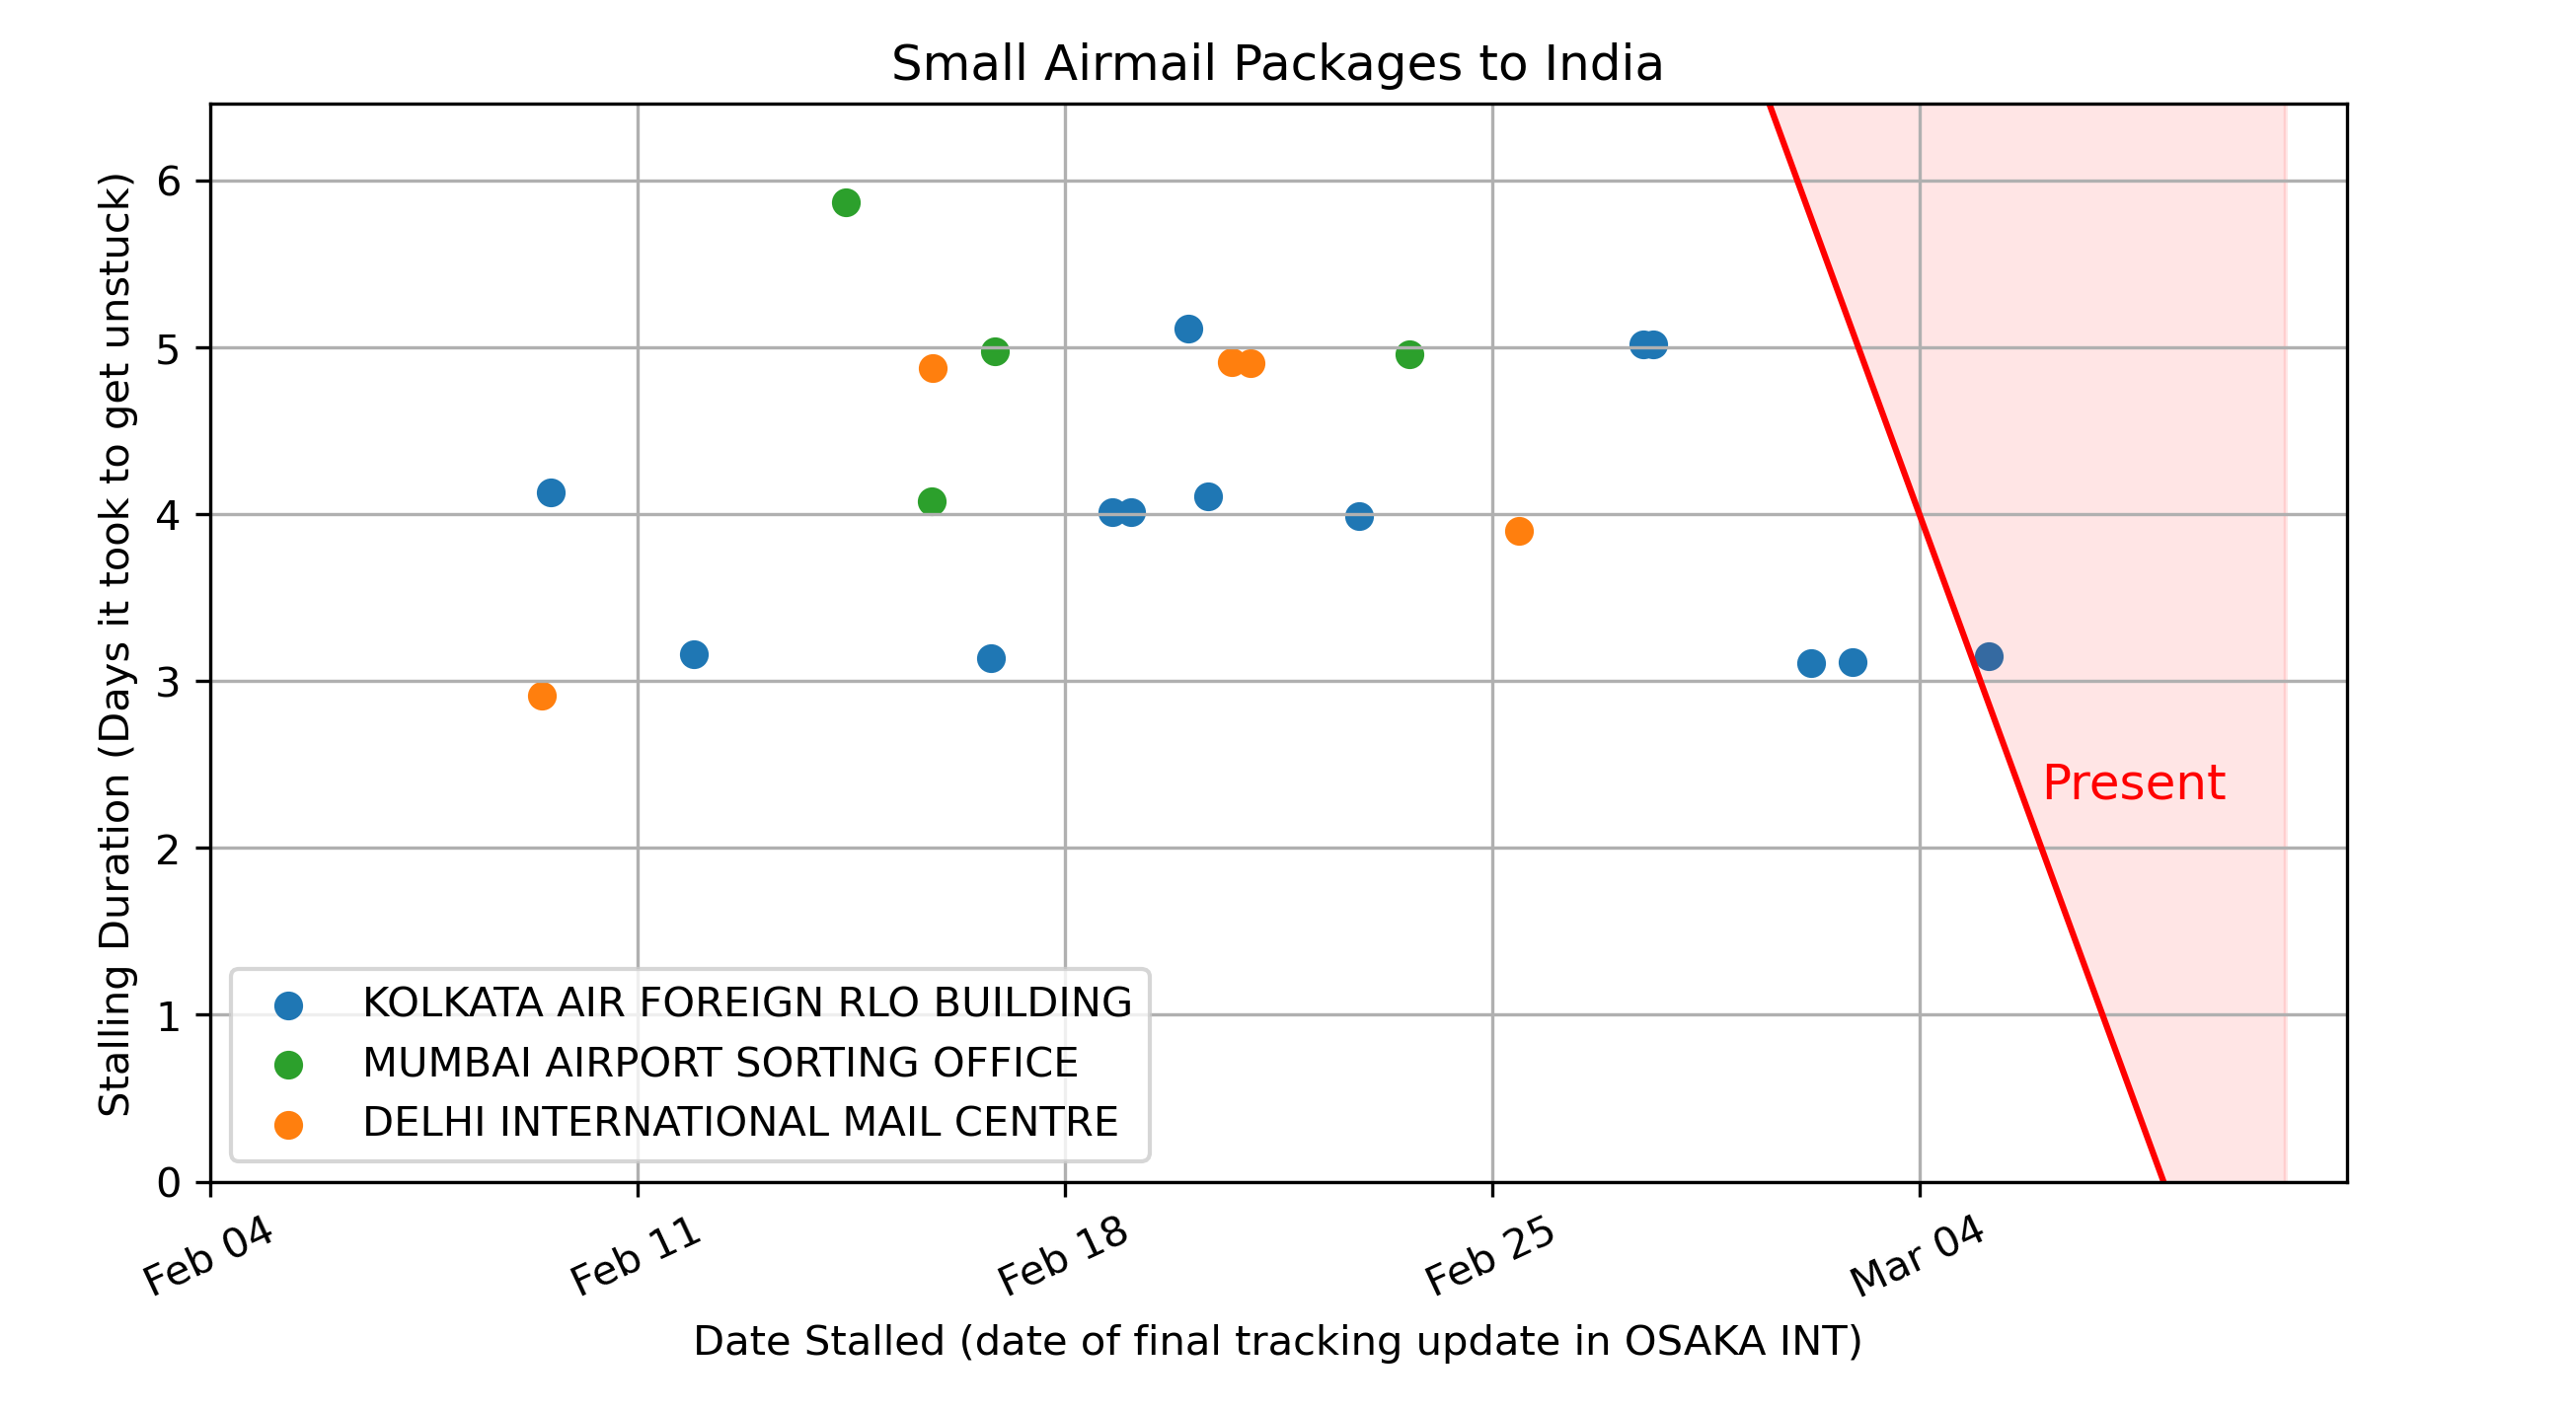 Small Airmail Packages to India
Stalling Duration (Days it took to get unstuck)
6
5
4
3
2
1
0
Present
KOLKATA AIR FOREIGN RLO BUILDING
MUMBAI AIRPORT SORTING OFFICE
DELHI INTERNATIONAL MAIL CENTRE
Feb 04
Feb 11
Feb 18
Feb 25
Mar 04
Date Stalled (date of final tracking update in OSAKA INT)